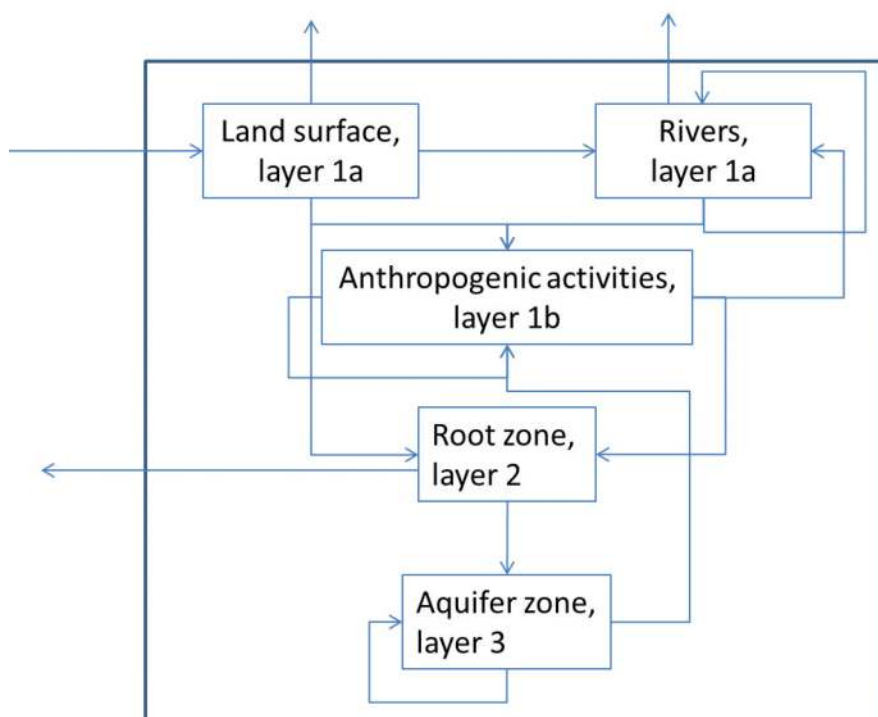 Land surface,
layer 1a
Rivers,
layer 1a
Anthropogenic activities,
layer 1b
Root zone,
layer 2
Aquifer zone,
layer 3